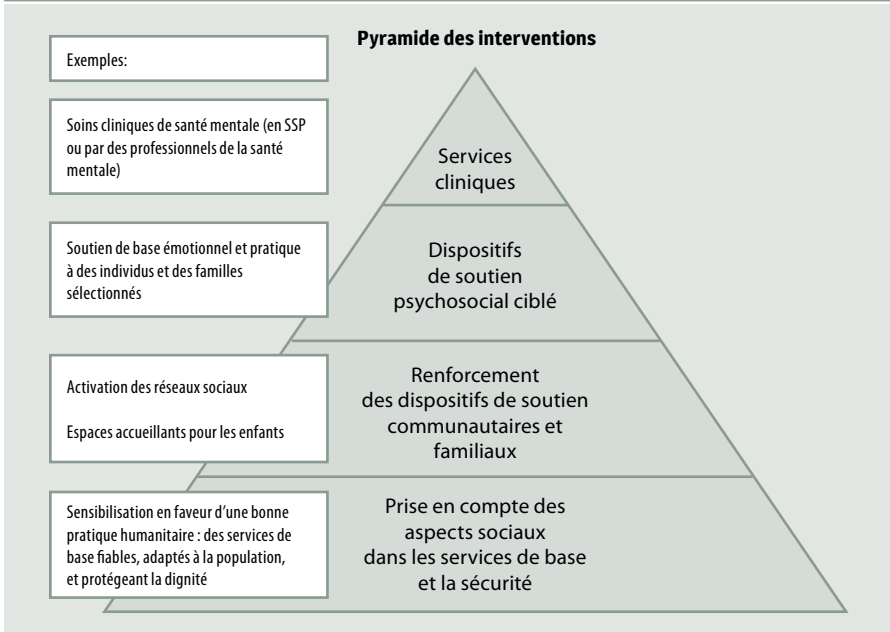 Pyramide des interventions
Exemples:
Soins cliniques de santé mentale (en SSP
ou par des professionnels de la santé
mentale)
Services
cliniques
Soutien de base émotionnel et pratique
à des individus et des familles
sélectionnés
Dispositifs
de soutien
psychosocial ciblé
Activation des réseaux sociaux
Espaces accueillants pour les enfants
Renforcement
des dispositifs de soutien
communautaires et
familiaux
Sensibilisation en faveur d'une bonne
pratique humanitaire : des services de
base fiables, adaptés à la population,
et protégeant la dignité
Prise en compte des
aspects sociaux
dans les services de base
et la sécurité